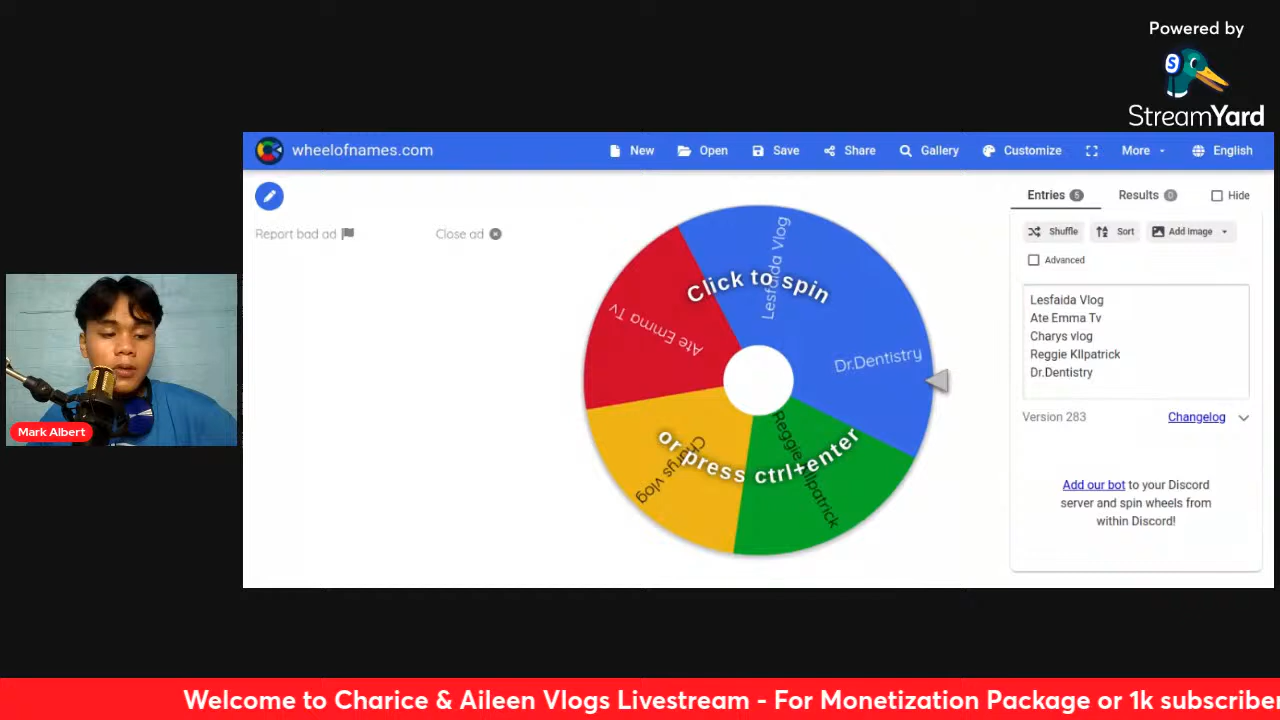 Powered by
StreamYard
wheelofnames.com
New
Open
Save
Share
Gallery
Customize
More
English
Report bad ad
Close ad
Entries 5
Results 0
Hide
Shuffle
Sort
Add image
Advanced
Lesfaida Vlog
Ate Emma Tv
Charys vlog
Reggie KIlpatrick
Dr.Dentistry
Version 283
Changelog
Add our bot to your Discord
server and spin wheels from
within Discord!
Click to spin
or press ctrl+enter
Lesfaida Vlog
Dr.Dentistry
Reggie KIlpatrick
Charys vlog
Ate Emma Tv
Mark Albert
Welcome to Charice & Aileen Vlogs Livestream - For Monetization Package or 1k subscriber